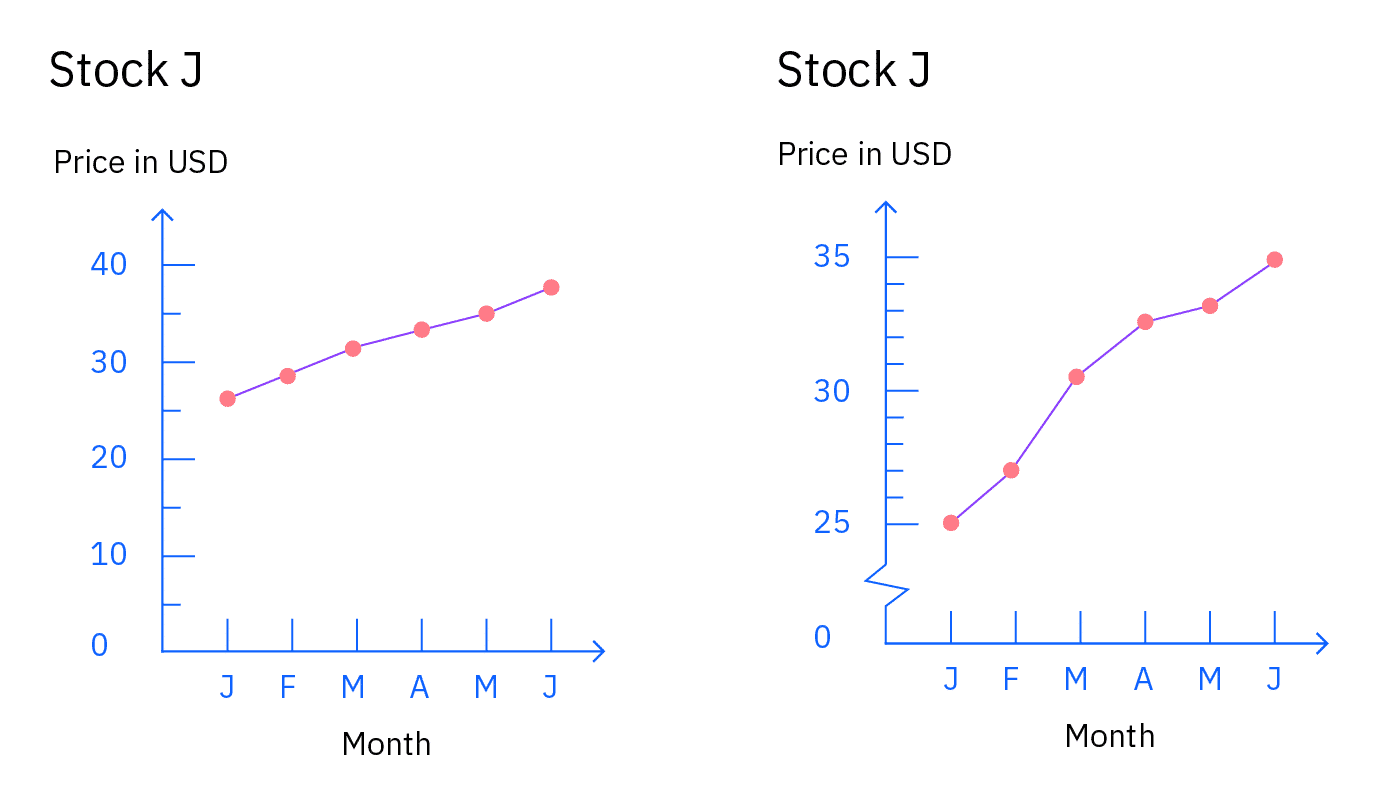 Stock J
Price in USD
40
30
20
10
0
J F M A M J
Month
Stock J
Price in USD
35
30
25
0
J F M A M J
Month